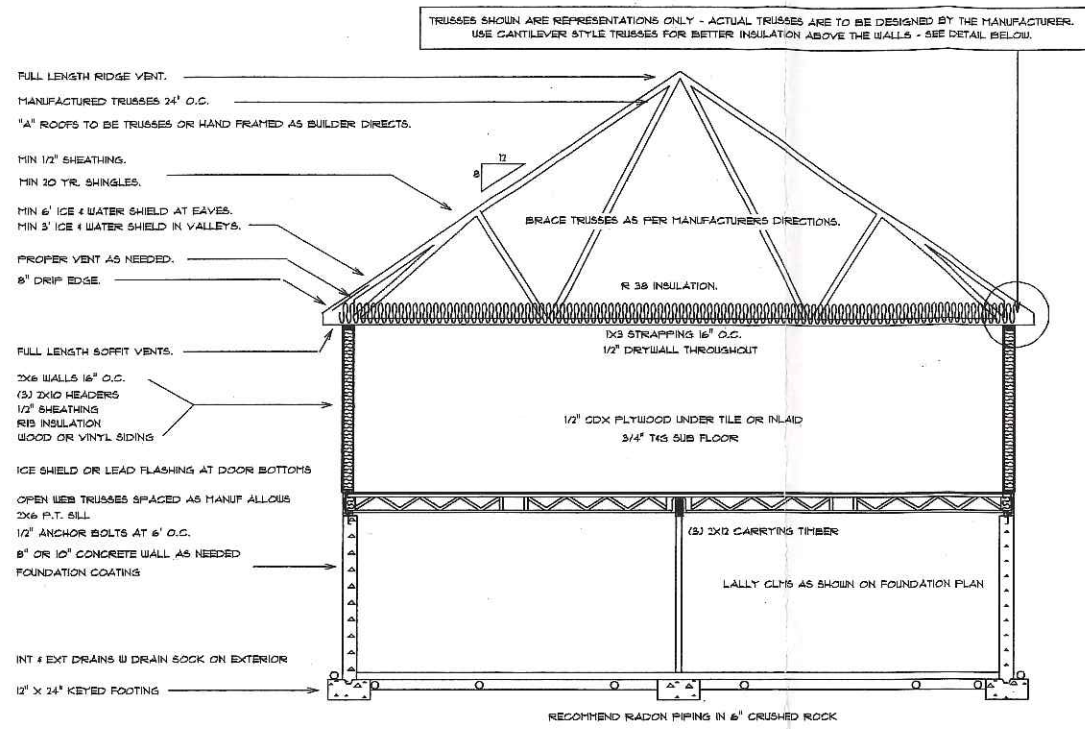 TRUSSES SHOWN ARE REPRESENTATIONS ONLY - ACTUAL TRUSSES ARE TO BE DESIGNED BY THE MANUFACTURER.
USE CANTILEVER STYLE TRUSSES FOR BETTER INSULATION ABOVE THE WALLS - SEE DETAIL BELOW.
FULL LENGTH RIDGE VENT.
MANUFACTURED TRUSSES 24" O.C.
"A" ROOFS TO BE TRUSSES OR HAND FRAMED AS BUILDER DIRECTS.
12
8
MIN 1/2" SHEATHING.
MIN 20 YR. SHINGLES.
MIN 6' ICE & WATER SHIELD AT EAVES.
MIN 3' ICE & WATER SHIELD IN VALLEYS.
BRACE TRUSSES AS PER MANUFACTURERS DIRECTIONS.
PROPER VENT AS NEEDED.
8" DRIP EDGE.
R 38 INSULATION.
1X3 STRAPPING 16" O.C.
1/2" DRYWALL THROUGHOUT
FULL LENGTH SOFFIT VENTS.
2X6 WALLS 16" O.C.
(3) 2X10 HEADERS
1/2" SHEATHING
R19 INSULATION
WOOD OR VINYL SIDING
1/2" CDX PLYWOOD UNDER TILE OR INLAID
3/4" T&G SUB FLOOR
ICE SHIELD OR LEAD FLASHING AT DOOR BOTTOMS
OPEN WEB TRUSSES SPACED AS MANUF ALLOWS
2X6 P.T. SILL
1/2" ANCHOR BOLTS AT 6' O.C.
8" OR 10" CONCRETE WALL AS NEEDED
FOUNDATION COATING
(3) 2X12 CARRYING TIMBER
LALLY CLMS AS SHOWN ON FOUNDATION PLAN
INT & EXT DRAINS W DRAIN SOCK ON EXTERIOR
12" X 24" KEYED FOOTING
RECOMMEND RADON PIPING IN 6" CRUSHED ROCK